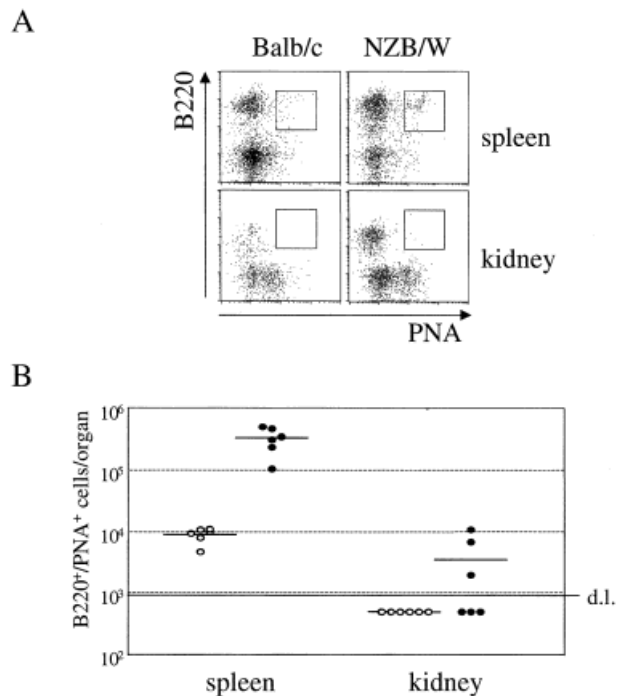 A
Balb/c NZB/W
B220
spleen
kidney
PNA
B
B220+/PNA+ cells/organ
10⁶
10⁵
10⁴
10³
10²
d.l.
spleen kidney